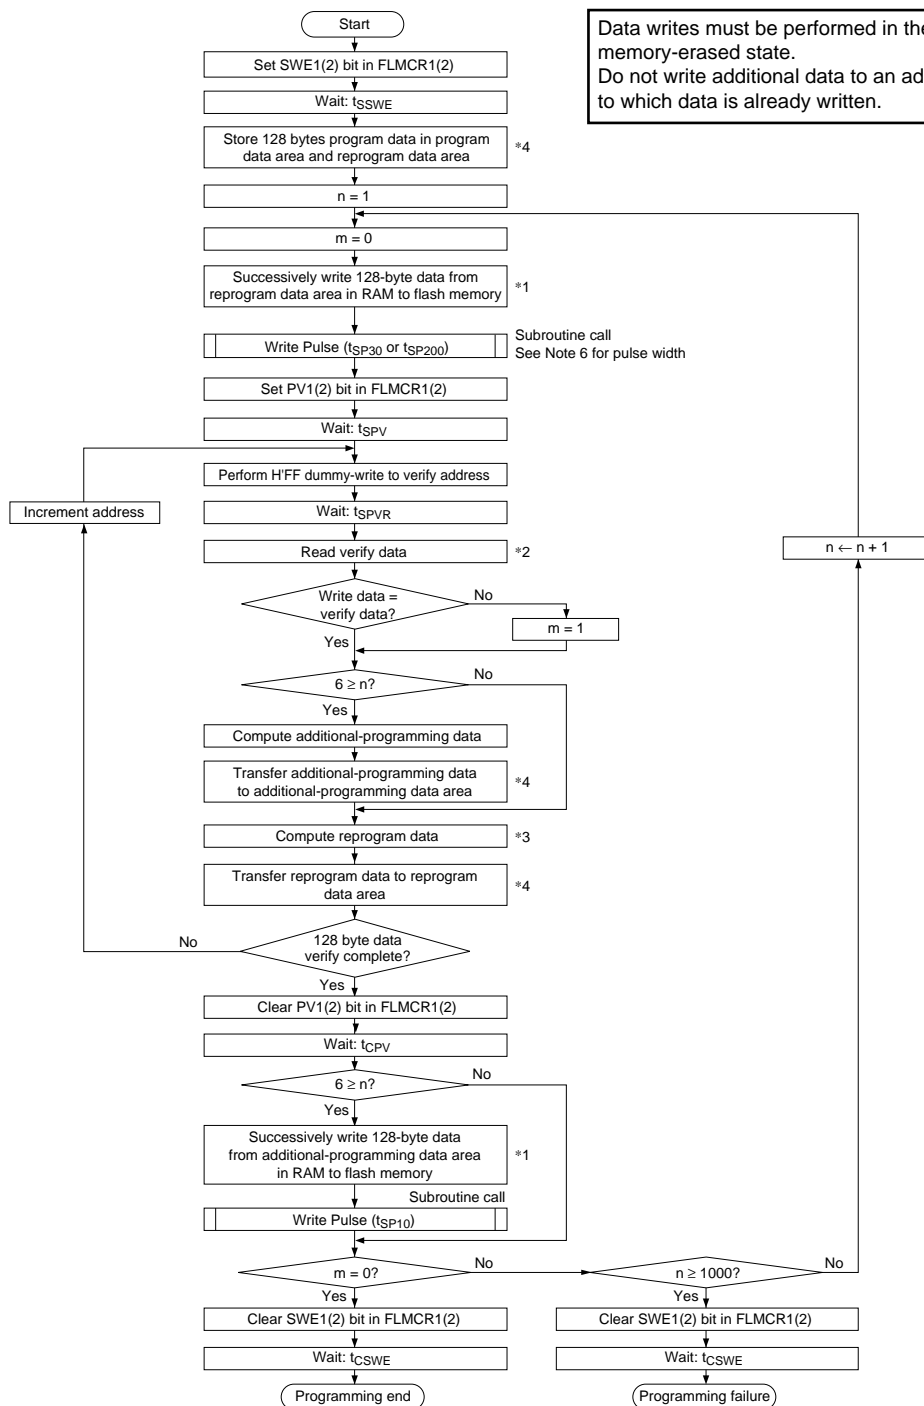 Start
Data writes must be performed in the
memory-erased state.
Do not write additional data to an ad
to which data is already written.
Set SWE1(2) bit in FLMCR1(2)
Wait: tSSWE
Store 128 bytes program data in program
data area and reprogram data area
*4
n = 1
m = 0
Successively write 128-byte data from
reprogram data area in RAM to flash memory
*1
Write Pulse (tSP30 or tSP200)
Subroutine call
See Note 6 for pulse width
Set PV1(2) bit in FLMCR1(2)
Wait: tSPV
Perform H'FF dummy-write to verify address
Increment address
Wait: tSPVR
Read verify data
*2
n ← n + 1
Write data =
verify data?
No
m = 1
Yes
6 ≥ n?
No
Yes
Compute additional-programming data
Transfer additional-programming data
to additional-programming data area
*4
Compute reprogram data
*3
Transfer reprogram data to reprogram
data area
*4
128 byte data
verify complete?
No
Yes
Clear PV1(2) bit in FLMCR1(2)
Wait: tCPV
6 ≥ n?
No
Yes
Successively write 128-byte data
from additional-programming data area
in RAM to flash memory
*1
Subroutine call
Write Pulse (tSP10)
m = 0?
No
n ≥ 1000?
No
Yes
Yes
Clear SWE1(2) bit in FLMCR1(2)
Clear SWE1(2) bit in FLMCR1(2)
Wait: tCSWE
Wait: tCSWE
Programming end
Programming failure